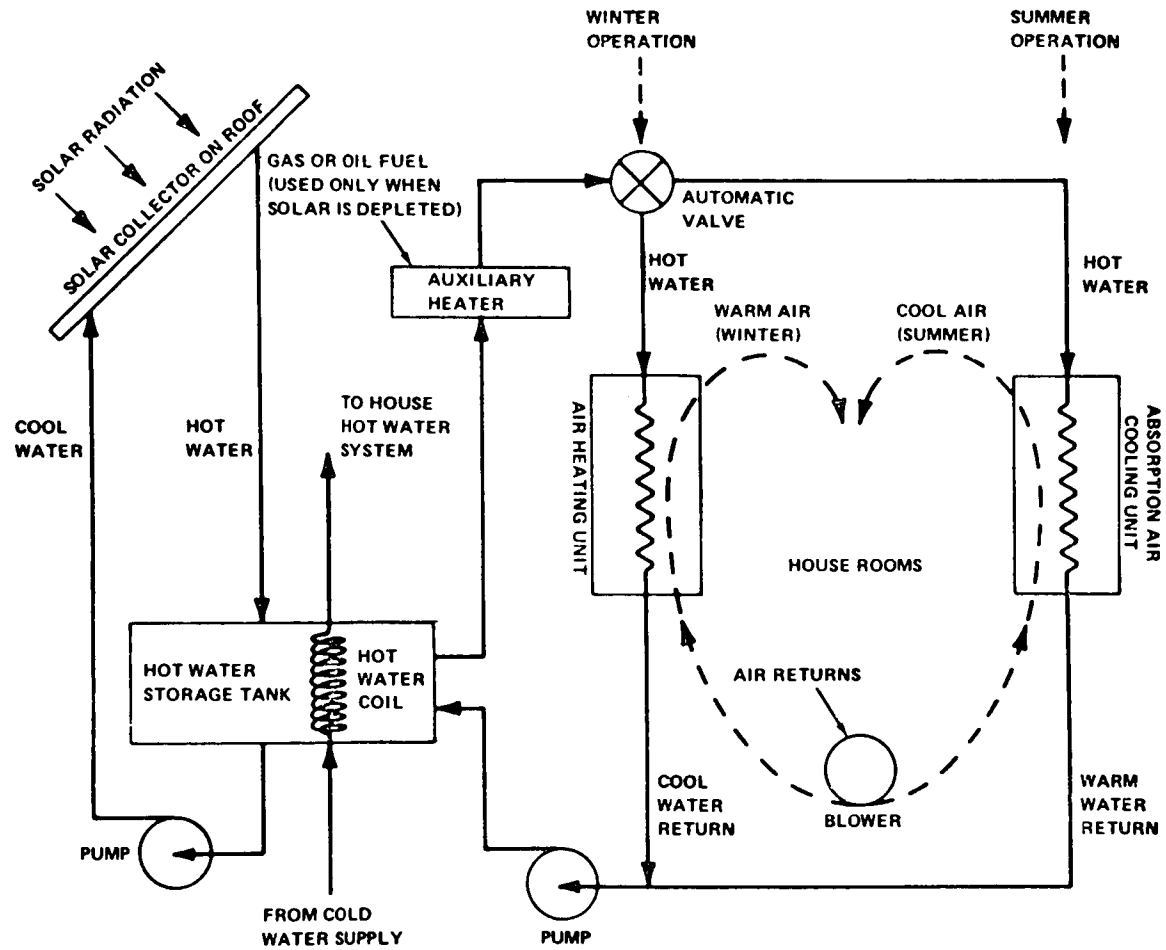 WINTER
OPERATION
SUMMER
OPERATION
SOLAR RADIATION
SOLAR COLLECTOR ON ROOF
GAS OR OIL FUEL
(USED ONLY WHEN
SOLAR IS DEPLETED)
AUTOMATIC
VALVE
AUXILIARY
HEATER
HOT
WATER
HOT
WATER
WARM AIR
(WINTER)
COOL AIR
(SUMMER)
COOL
WATER
HOT
WATER
TO HOUSE
HOT WATER
SYSTEM
AIR HEATING UNIT
ABSORPTION AIR
COOLING UNIT
HOUSE ROOMS
HOT WATER
STORAGE TANK
HOT
WATER
COIL
AIR RETURNS
BLOWER
COOL
WATER
RETURN
WARM
WATER
RETURN
PUMP
FROM COLD
WATER SUPPLY
PUMP